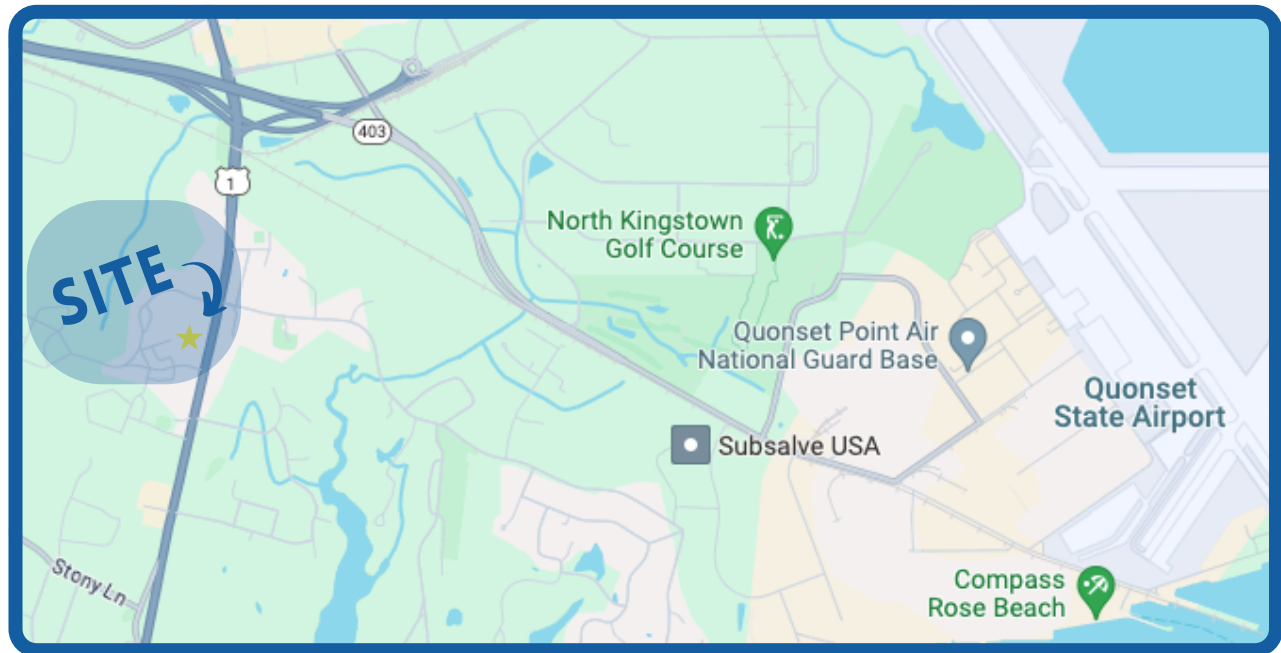 403
1
North Kingstown
Golf Course
SITE
Quonset Point Air
National Guard Base
Quonset
State Airport
Subsalve USA
Stony Ln
Compass
Rose Beach